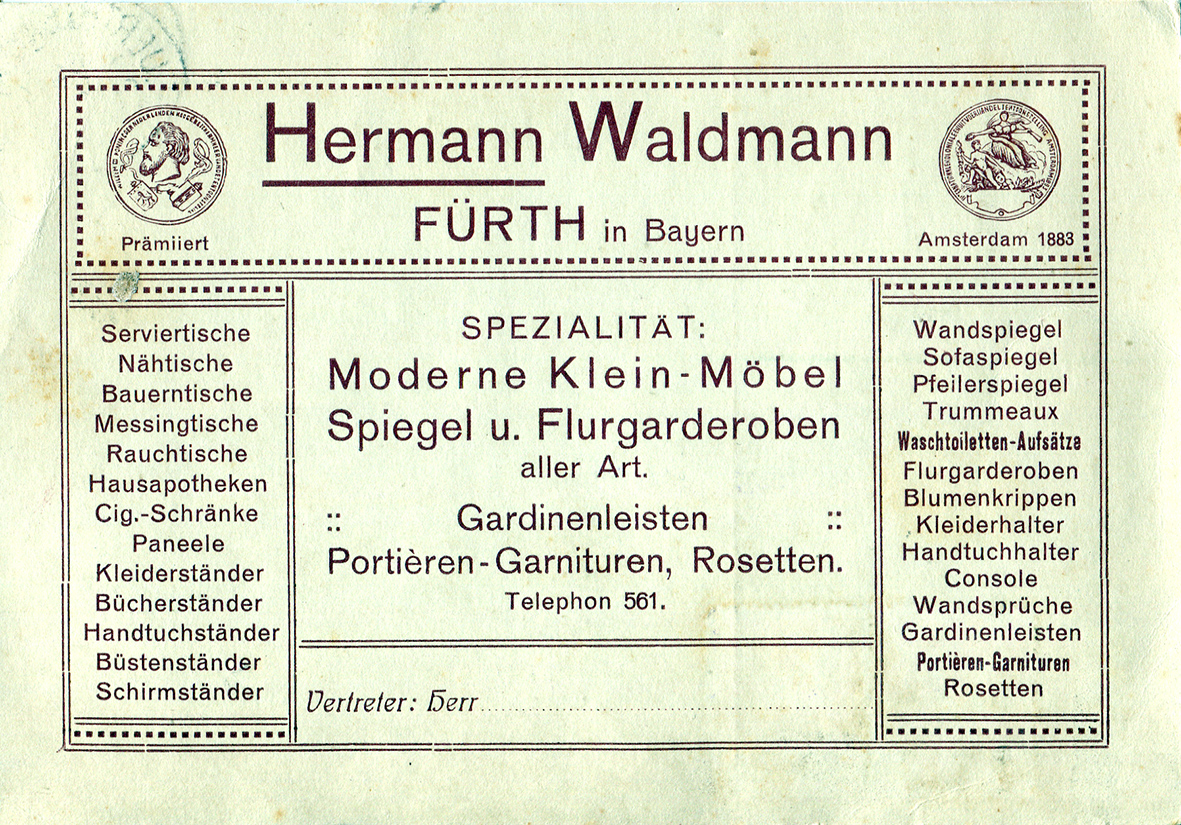 Hermann Waldmann
FÜRTH in Bayern
Prämiiert
Amsterdam 1883
Serviertische
Nähtische
Bauerntische
Messingtische
Rauchtische
Hausapotheken
Cig.-Schränke
Paneele
Kleiderständer
Bücherständer
Handtuchständer
Büstenständer
Schirmständer
SPEZIALITÄT:
Moderne Klein-Möbel
Spiegel u. Flurgarderoben
aller Art.
:: Gardinenleisten ::
Portièren-Garnituren, Rosetten.
Telephon 561.
Vertreter: Herr
Wandspiegel
Sofaspiegel
Pfeilerspiegel
Trummeaux
Waschtoiletten-Aufsätze
Flurgarderoben
Blumenkrippen
Kleiderhalter
Handtuchhalter
Console
Wandsprüche
Gardinenleisten
Portièren-Garnituren
Rosetten